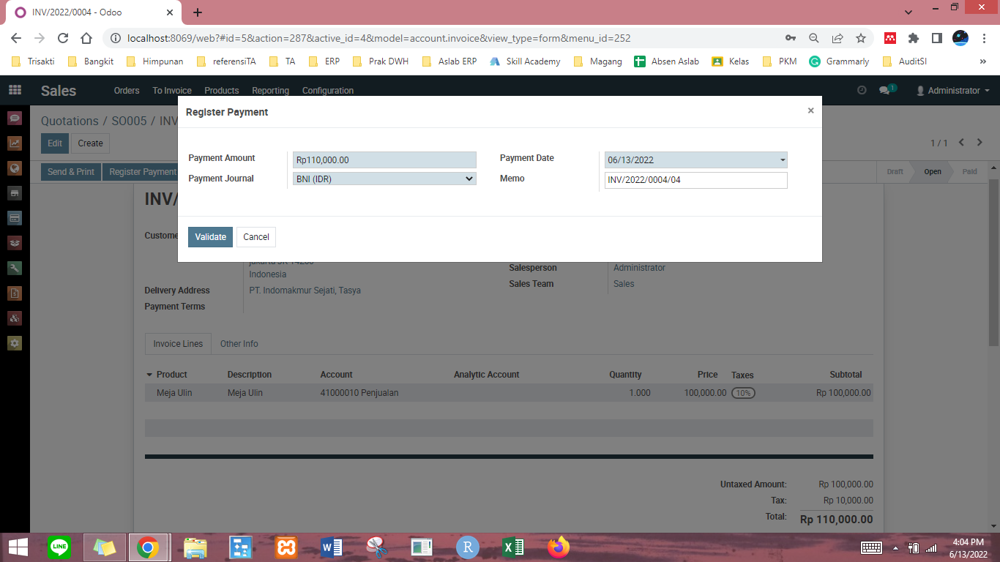 INV/2022/0004 - Odoo
localhost:8069/web?#id=5&action=287&active_id=4&model=account.invoice&view_type=form&menu_id=252
Trisakti Bangkit Himpunan referensiTA TA ERP Prak DWH Aslab ERP Skill Academy Magang Absen Aslab Kelas PKM Grammarly AuditSI »
Sales Orders To Invoice Products Reporting Configuration 1 Administrator
Quotations / SO005 / INV
Edit Create 1 / 1
Send & Print Register Payment Draft Open Paid
Register Payment ×
Payment Amount Rp110,000.00 Payment Date 06/13/2022
Payment Journal BNI (IDR) Memo INV/2022/0004/04
Validate Cancel
INV/
Custome
Indonesia
Salesperson Administrator
Delivery Address PT. Indomakmur Sejati, Tasya Sales Team Sales
Payment Terms
Invoice Lines Other Info
Product Description Account Analytic Account Quantity Price Taxes Subtotal
Meja Ulin Meja Ulin 41000010 Penjualan 1.000 100,000.00 10% Rp 100,000.00
Untaxed Amount: Rp 100,000.00
Tax: Rp 10,000.00
Total: Rp 110,000.00
LINE
R
4:04 PM
6/13/2022